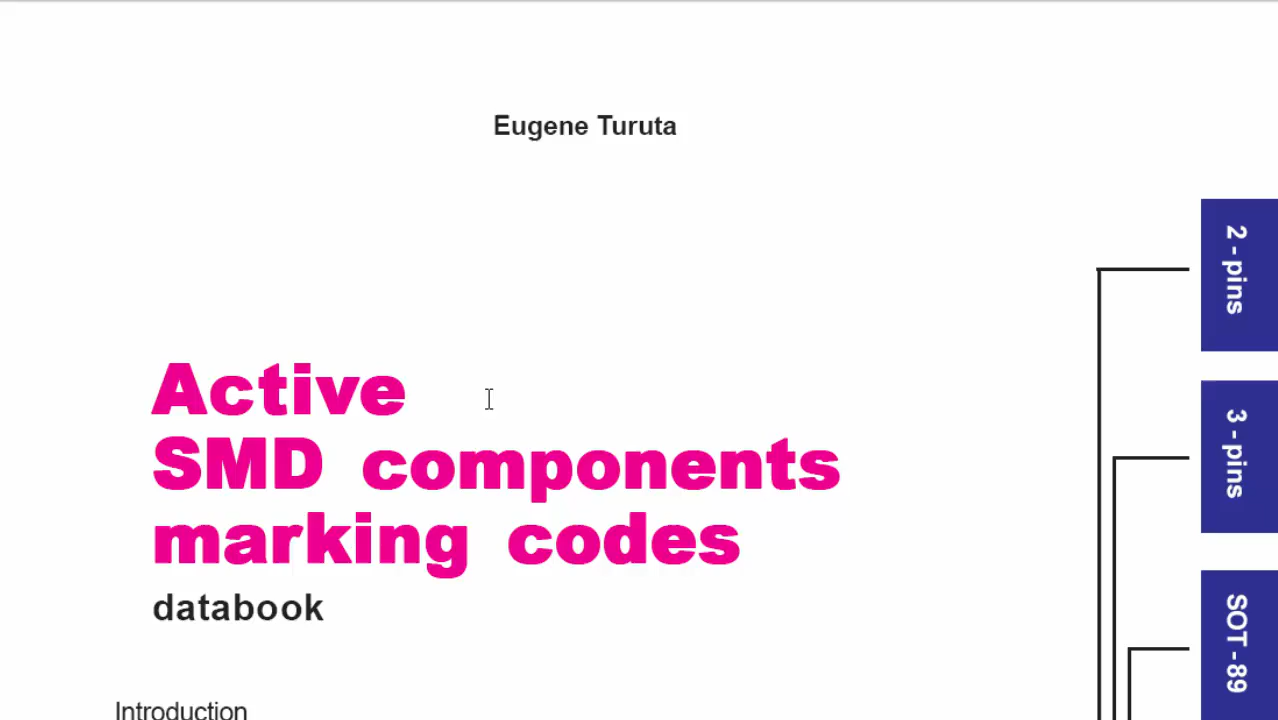 Eugene Turuta
2 - pins
Active
3 - pins
SMD components
marking codes
databook
SOT - 89
Introduction